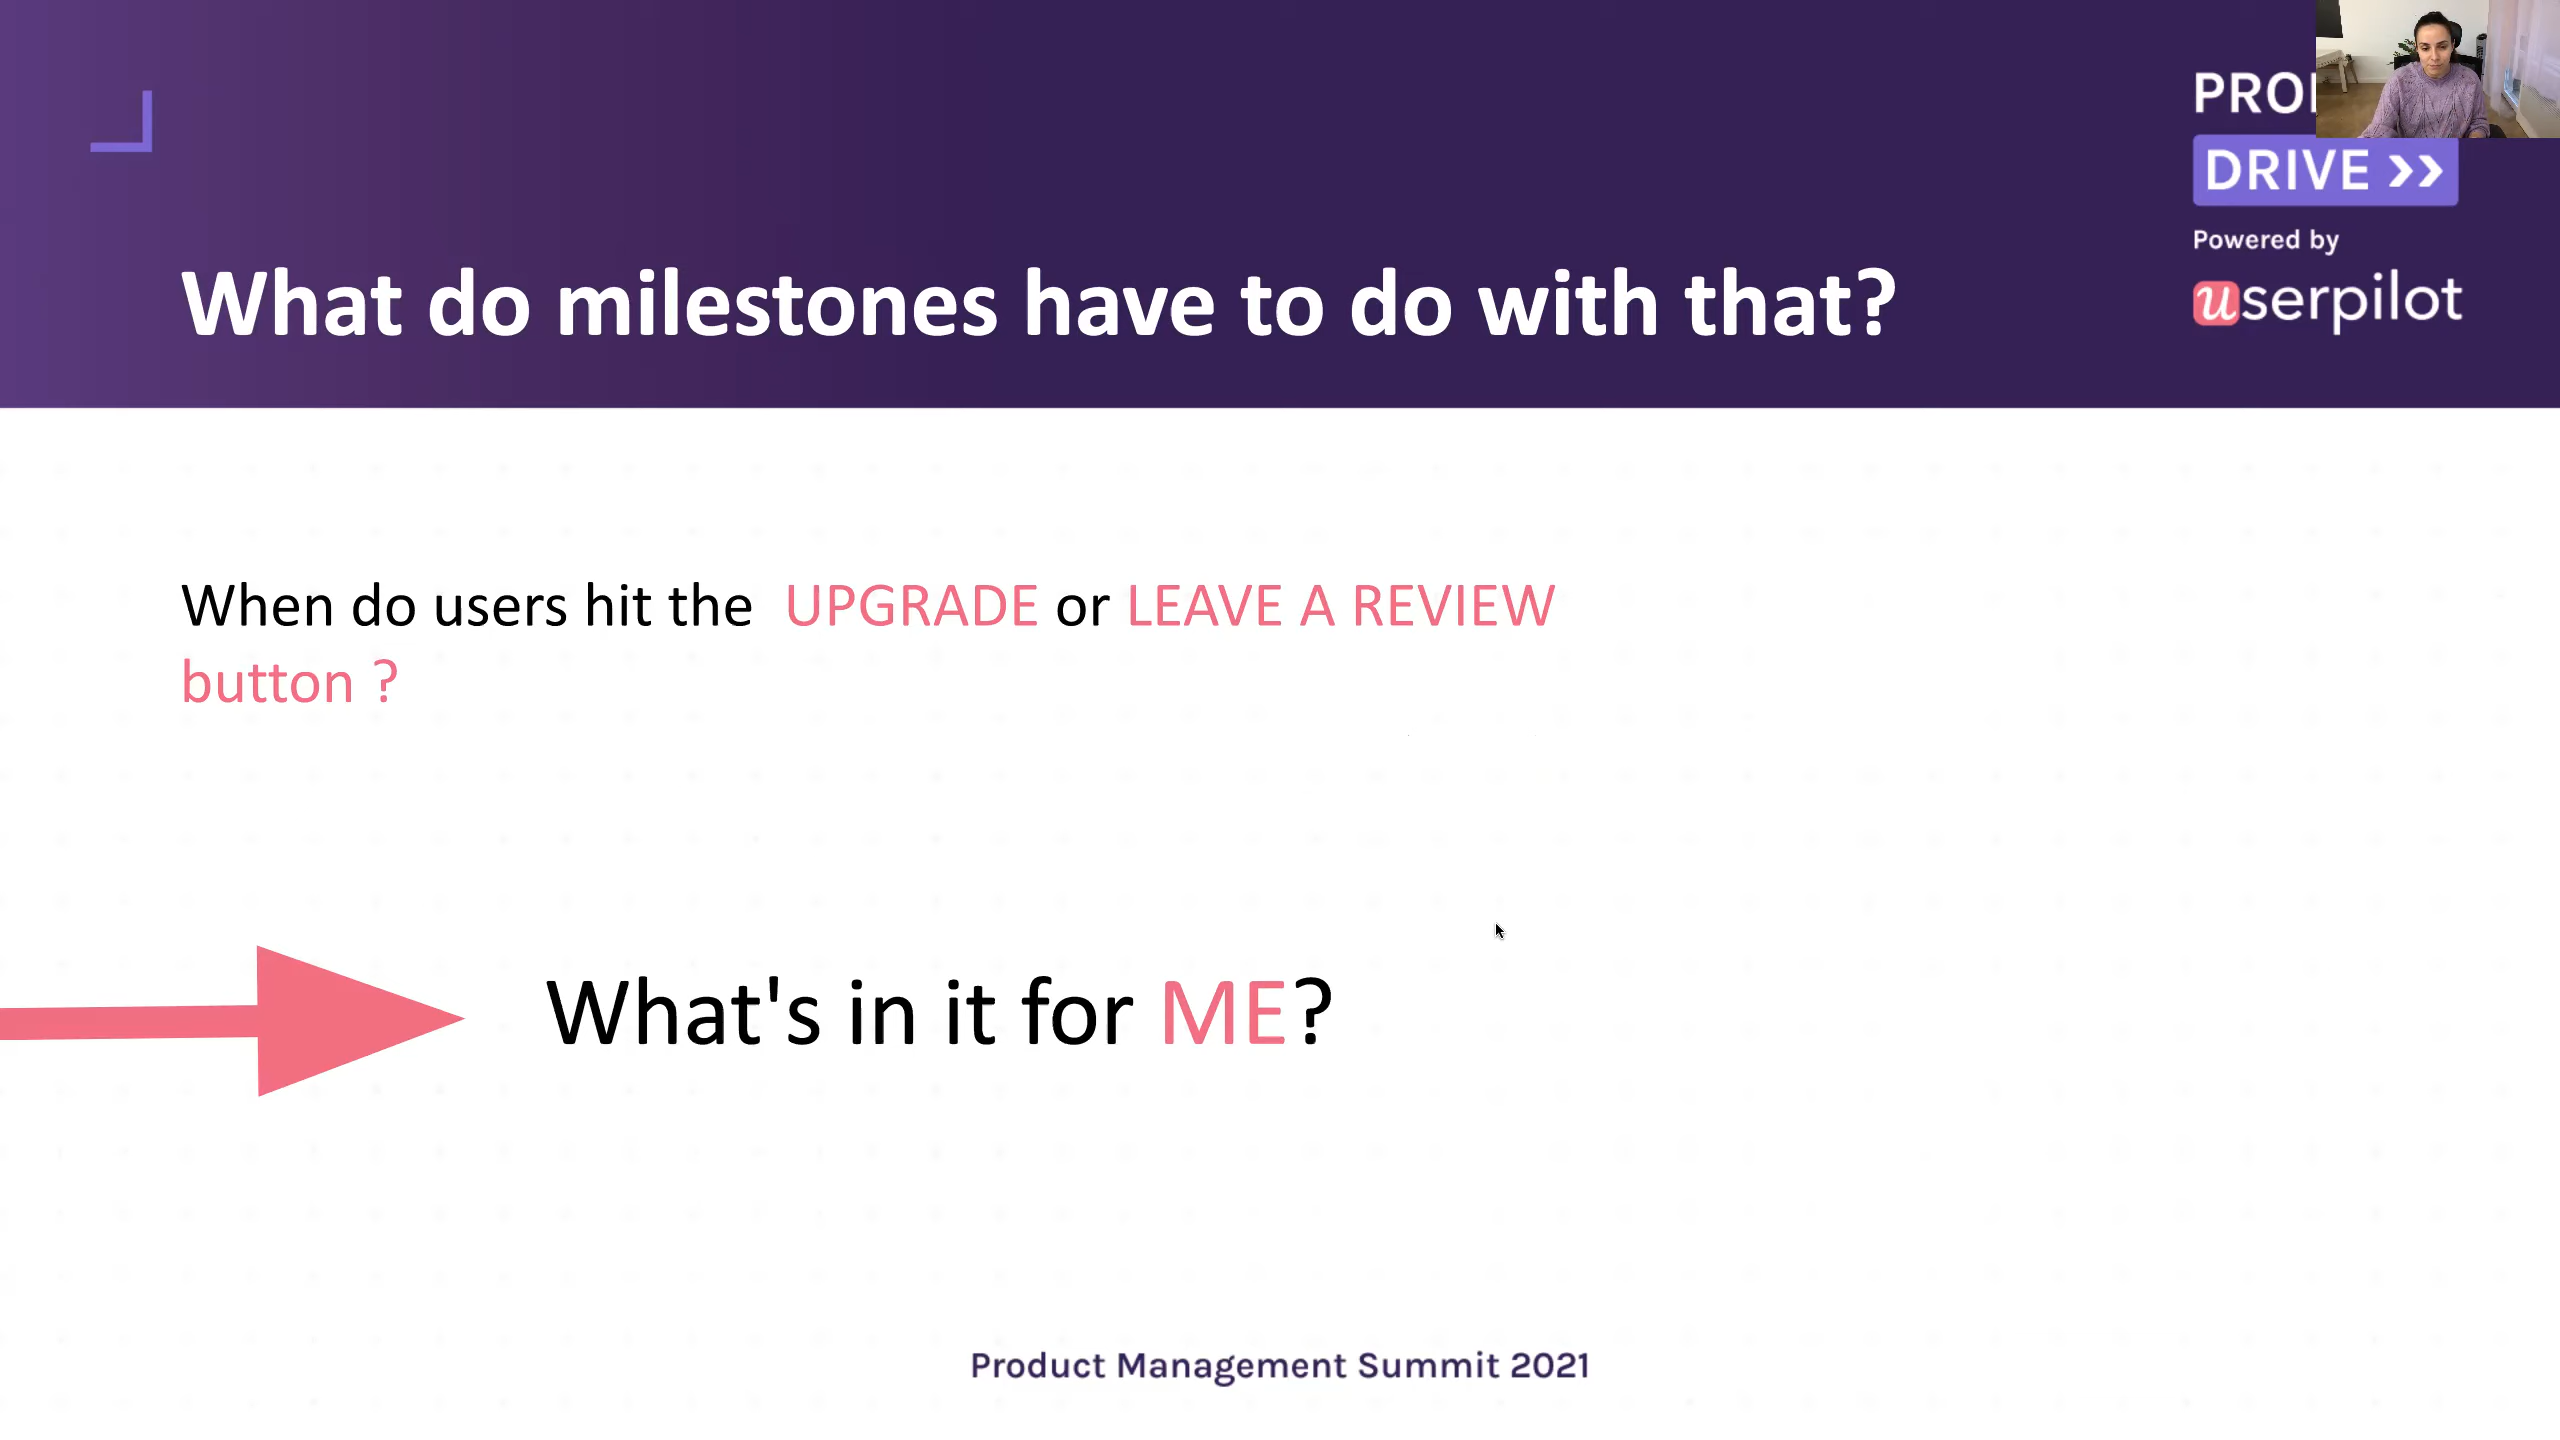 DRIVE >>
Powered by
userpilot
What do milestones have to do with that?
When do users hit the UPGRADE or LEAVE A REVIEW
button ?
What's in it for ME?
Product Management Summit 2021